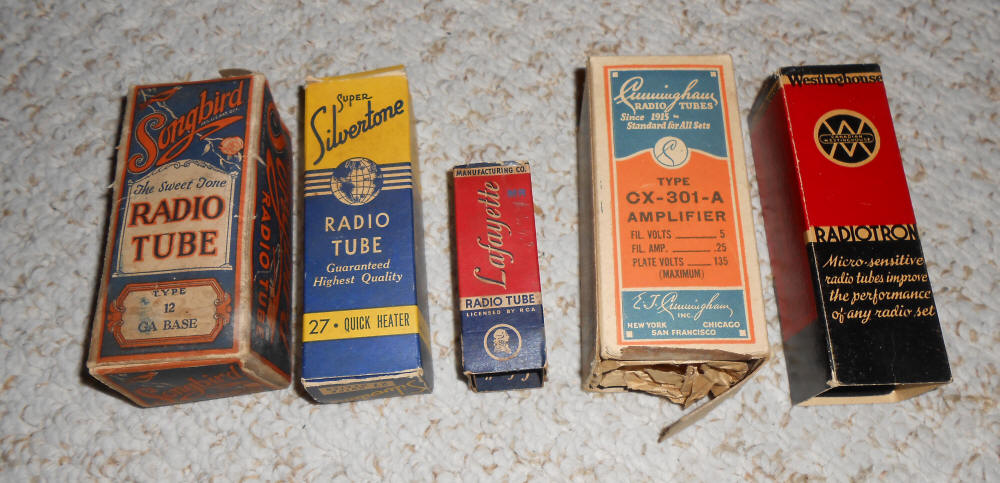 Songbird
The Sweet Tone
RADIO
TUBE
TYPE
12
GA BASE
RADIO TUBE
Songbird
SUPER
Silvertone
RADIO
TUBE
Guaranteed
Highest Quality
27 • QUICK HEATER
MANUFACTURING CO.
Lafayette
RADIO TUBE
LICENSED BY RCA
Cunningham
RADIO TUBES
Since 1915~
Standard for All Sets
TYPE
CX-301-A
AMPLIFIER
FIL. VOLTS 5
FIL. AMP. .25
PLATE VOLTS 135
(MAXIMUM)
E.T. Cunningham
INC.
NEW YORK CHICAGO
SAN FRANCISCO
Westinghouse
CANADIAN
W
WESTINGHOUSE
RADIOTRON
Micro-sensitive
radio tubes improve
the performance
of any radio set